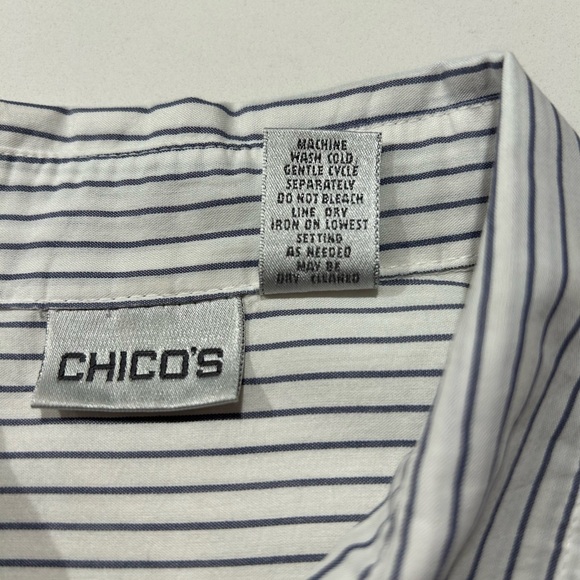 MACHINE
WASH COLD
GENTLE CYCLE
SEPARATELY
DO NOT BLEACH
LINE DRY
IRON ON LOWEST
SETTING
AS NEEDED
MAY BE
DRY CLEANED
CHICO'S